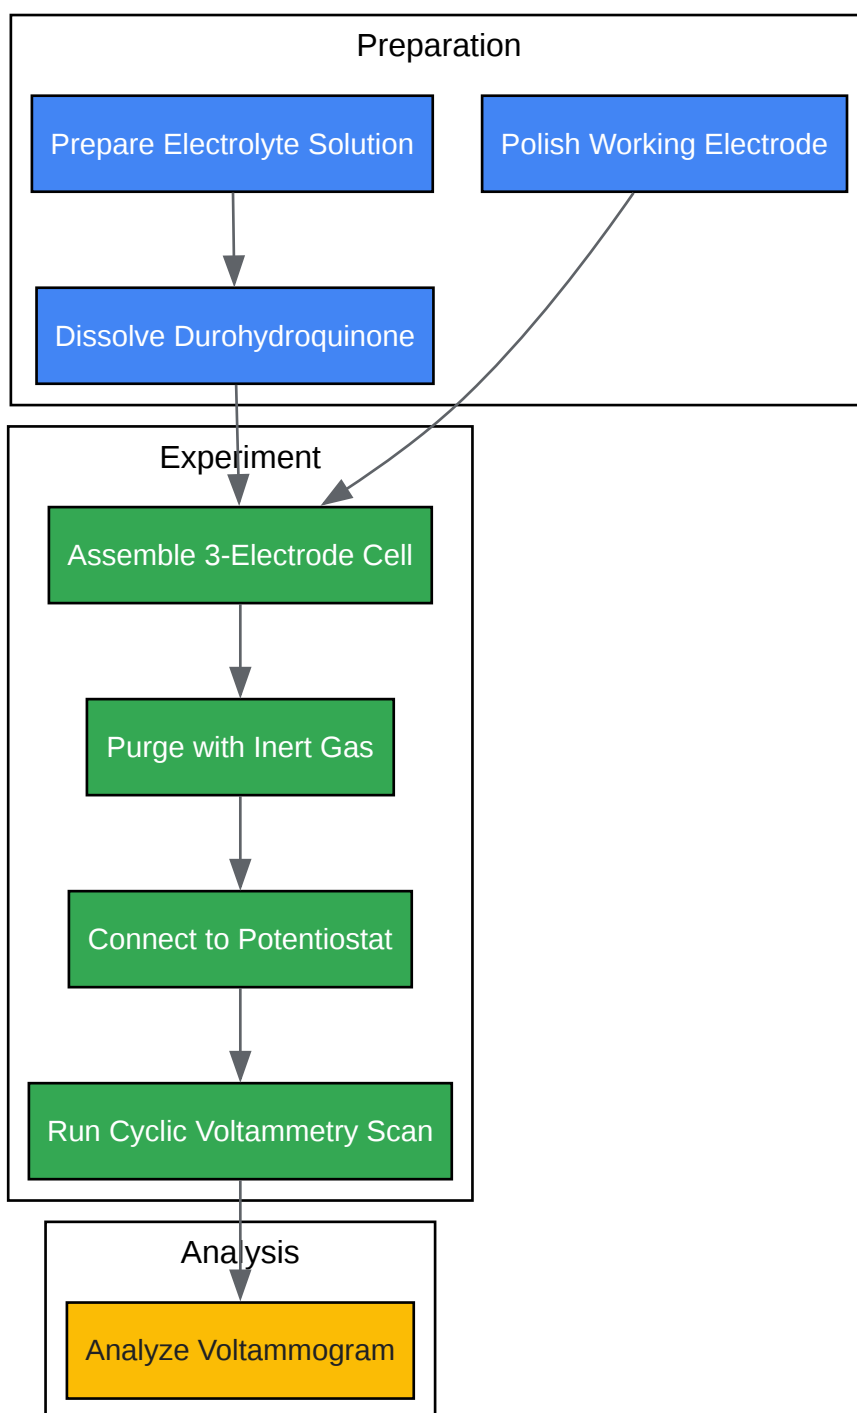 Preparation
Prepare Electrolyte Solution
Polish Working Electrode
Dissolve Durohydroquinone
Experiment
Assemble 3-Electrode Cell
Purge with Inert Gas
Connect to Potentiostat
Run Cyclic Voltammetry Scan
Analysis
Analyze Voltammogram